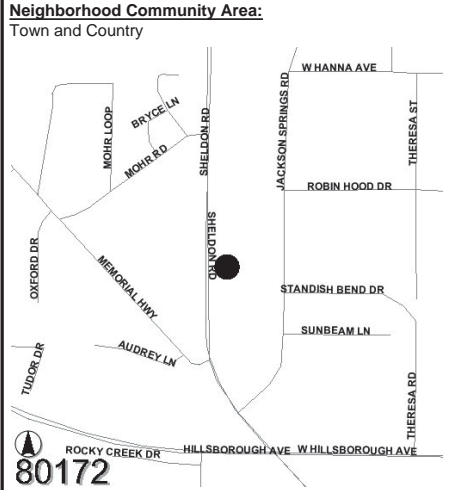 Neighborhood Community Area:
Town and Country
W HANNA AVE
BRYCE LN
MOHR LOOP
SHELDON RD
JACKSON SPRINGS RD
THERESA ST
MOHR RD
ROBIN HOOD DR
SHELDON RD
OXFORD DR
MEMORIAL HWY
STANDISH BEND DR
SUNBEAM LN
AUDREY LN
TUDOR DR
THERESA RD
ROCKY CREEK DR
HILLSBOROUGH AVE
W HILLSBOROUGH AVE
80172